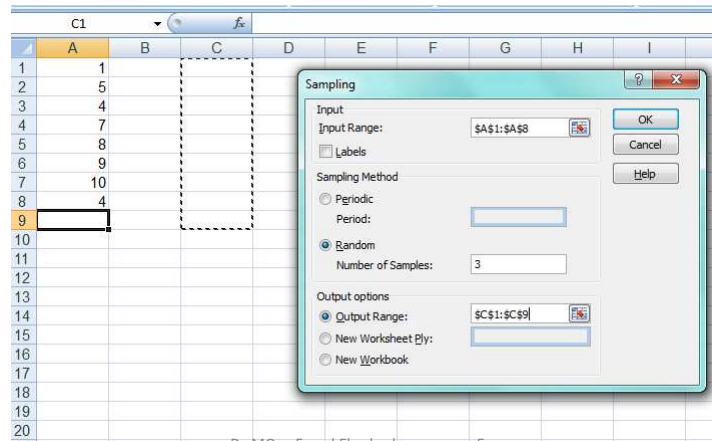 C1 fx
A B C D E F G H I
1 1
2 5
3 4
4 7
5 8
6 9
7 10
8 4
9
10
11
12
13
14
15
16
17
18
19
20
Sampling
Input
Input Range: $A$1:$A$8
Labels
Sampling Method
Periodic
Period:
Random
Number of Samples: 3
Output options
Output Range: $C$1:$C$9
New Worksheet Ply:
New Workbook
OK
Cancel
Help